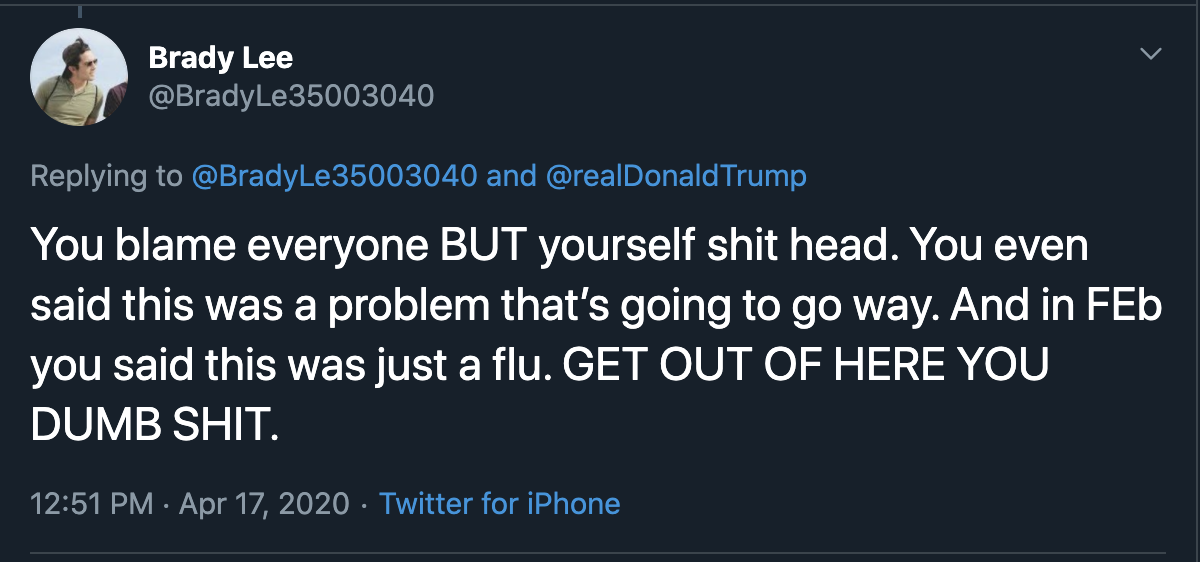 Brady Lee
@BradyLe35003040
Replying to @BradyLe35003040 and @realDonaldTrump
You blame everyone BUT yourself shit head. You even
said this was a problem that’s going to go way. And in FEb
you said this was just a flu. GET OUT OF HERE YOU
DUMB SHIT.
12:51 PM · Apr 17, 2020 · Twitter for iPhone